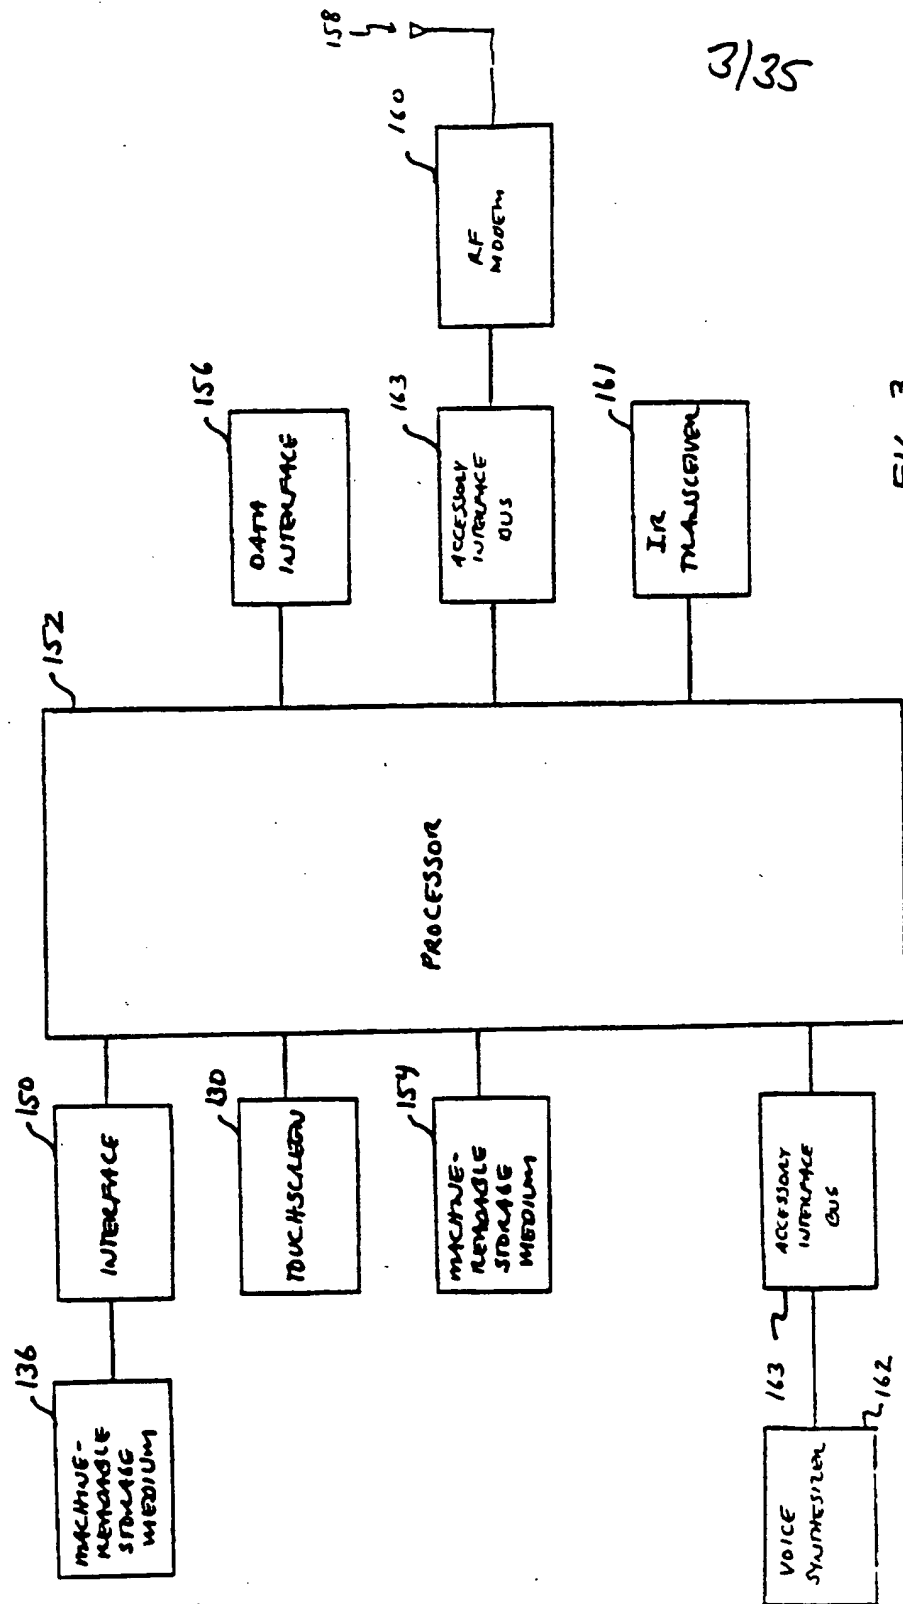 3/35
136
MACHINE-
READABLE
STORAGE
MEDIUM
150
INTERFACE
130
TOUCHSCREEN
154
MACHINE-
READABLE
STORAGE
MEDIUM
VOICE
SYNTHESIZER
162
163
ACCESSORY
INTERFACE
BUS
152
PROCESSOR
156
DATA
INTERFACE
163
ACCESSORY
INTERFACE
BUS
160
RF
MODEM
158
161
IR
TRANSCEIVER